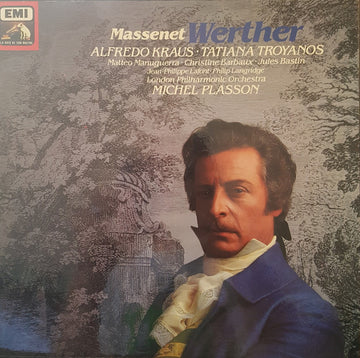 EMI
Massenet Werther
ALFREDO KRAUS · TATIANA TROYANOS
Matteo Manuguerra · Christine Barbaux · Jules Bastin
Jean-Philippe Lafont · Philip Langridge
London Philharmonic Orchestra
MICHEL PLASSON